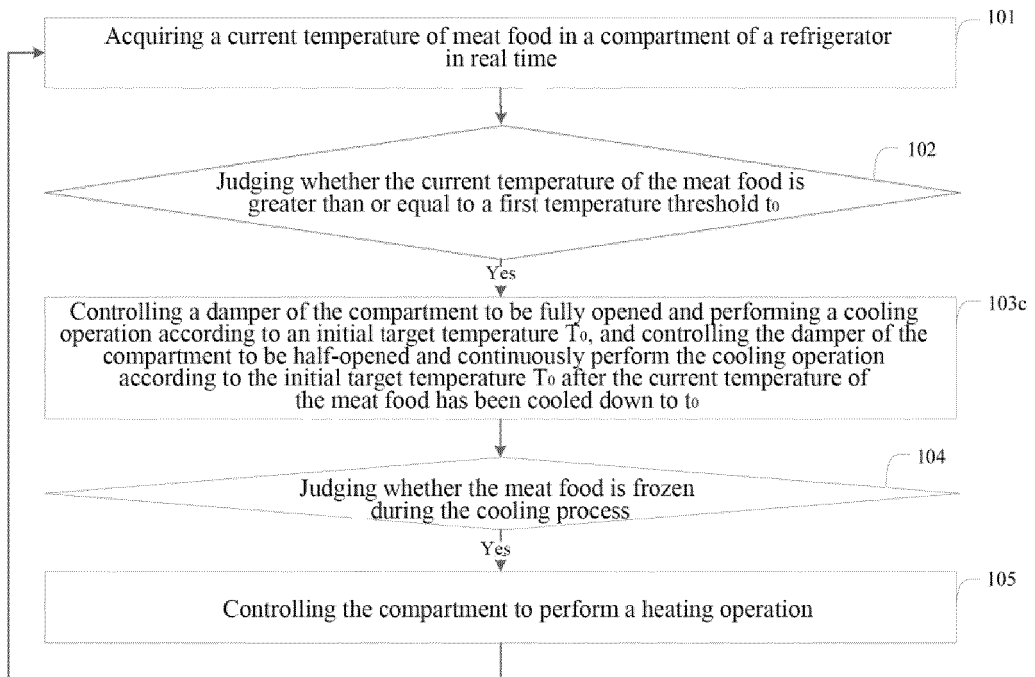 101
Acquiring a current temperature of meat food in a compartment of a refrigerator
in real time
102
Judging whether the current temperature of the meat food is
greater than or equal to a first temperature threshold t₀
Yes
103c
Controlling a damper of the compartment to be fully opened and performing a cooling
operation according to an initial target temperature T₀, and controlling the damper of the
compartment to be half-opened and continuously perform the cooling operation
according to the initial target temperature T₀ after the current temperature of
the meat food has been cooled down to t₀
104
Judging whether the meat food is frozen
during the cooling process
Yes
105
Controlling the compartment to perform a heating operation